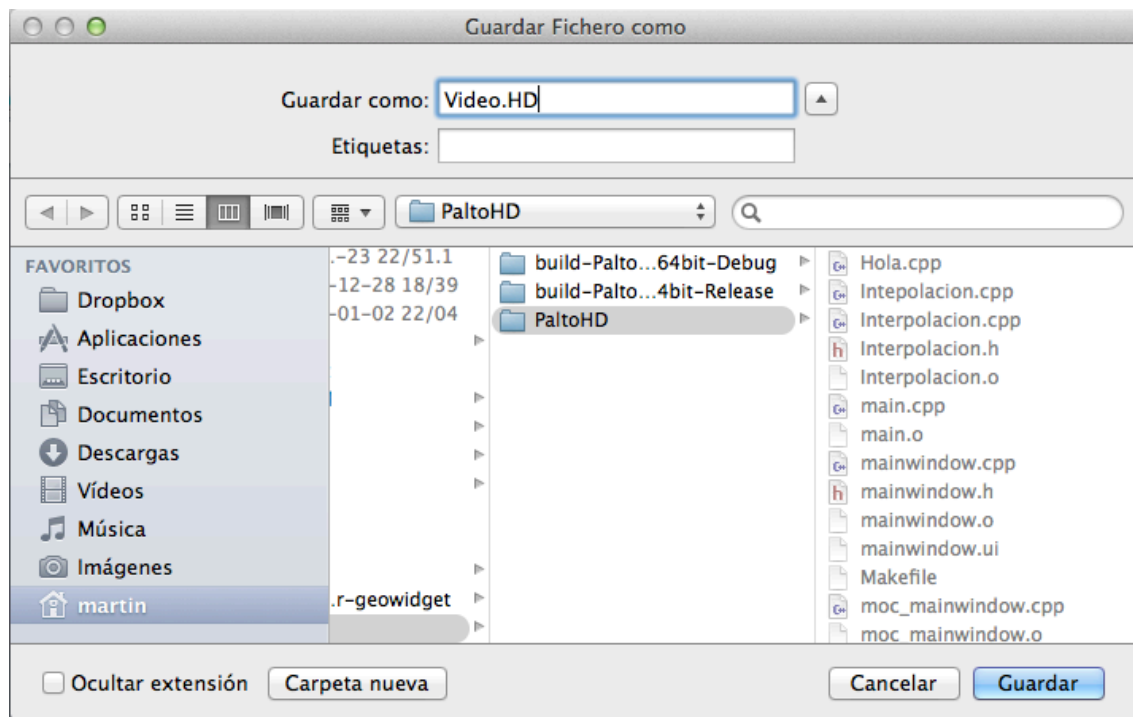 Guardar Fichero como
Guardar como: Video.HD
Etiquetas:
PaltoHD
FAVORITOS
Dropbox
Aplicaciones
Escritorio
Documentos
Descargas
Vídeos
Música
Imágenes
martin
.-23 22/51.1
-12-28 18/39
-01-02 22/04
.r-geowidget
build-Palto...64bit-Debug
build-Palto...4bit-Release
PaltoHD
Hola.cpp
Intepolacion.cpp
Interpolacion.cpp
Interpolacion.h
Interpolacion.o
main.cpp
main.o
mainwindow.cpp
mainwindow.h
mainwindow.o
mainwindow.ui
Makefile
moc_mainwindow.cpp
moc_mainwindow.o
Ocultar extensión
Carpeta nueva
Cancelar
Guardar